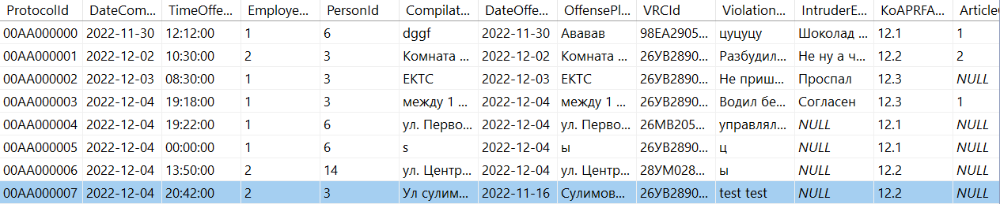 ProtocolId DateCom... TimeOffe... Employe... PersonId Compilat... DateOffe... OffensePl... VRCId Violation... IntruderE... KoAPRFA... Article
00AA000000 2022-11-30 12:12:00 1 6 dggf 2022-11-30 Ававав 98EA2905... цуцуцу Шоколад ... 12.1 1
00AA000001 2022-12-02 10:30:00 2 3 Комната ... 2022-12-02 Комната ... 26УВ2890... Разбудил... Не ну а ч... 12.2 2
00AA000002 2022-12-03 08:30:00 1 3 ЕКТС 2022-12-03 ЕКТС 26УВ2890... Не приш... Проспал 12.3 NULL
00AA000003 2022-12-04 19:18:00 1 3 между 1 ... 2022-12-04 между 1 ... 26УВ2890... Водил бе... Согласен 12.3 1
00AA000004 2022-12-04 19:22:00 1 6 ул. Перво... 2022-12-04 ул. Перво... 26МВ205... управлял... NULL 12.1 NULL
00AA000005 2022-12-04 00:00:00 1 6 s 2022-12-04 ы 26УВ2890... ц NULL 12.1 NULL
00AA000006 2022-12-04 13:50:00 2 14 ул. Центр... 2022-12-04 ул. Центр... 28УМ028... ы NULL 12.2 NULL
00AA000007 2022-12-04 20:42:00 2 3 Ул сулим... 2022-11-16 Сулимов... 26УВ2890... test test NULL 12.2 NULL